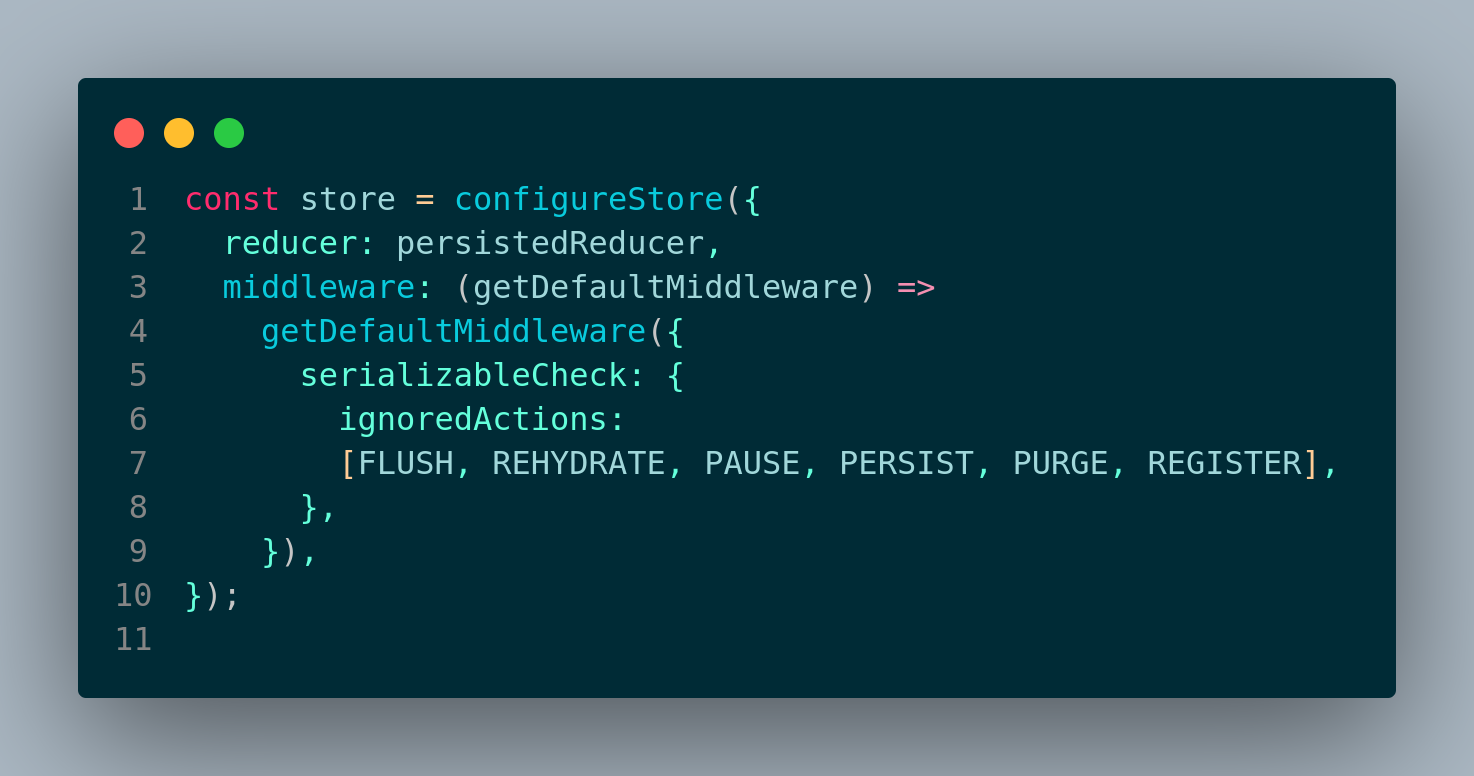 1 const store = configureStore({
2   reducer: persistedReducer,
3   middleware: (getDefaultMiddleware) =>
4     getDefaultMiddleware({
5       serializableCheck: {
6         ignoredActions:
7         [FLUSH, REHYDRATE, PAUSE, PERSIST, PURGE, REGISTER],
8       },
9     }),
10 });
11